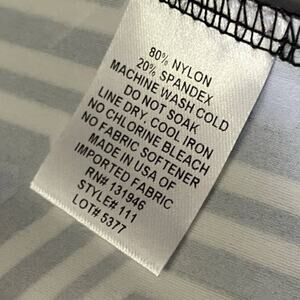 80% NYLON
20% SPANDEX
MACHINE WASH COLD
DO NOT SOAK
LINE DRY. COOL IRON
NO CHLORINE BLEACH
NO FABRIC SOFTENER
MADE IN USA OF
IMPORTED FABRIC
RN# 131946
STYLE# 111
LOT# 5377